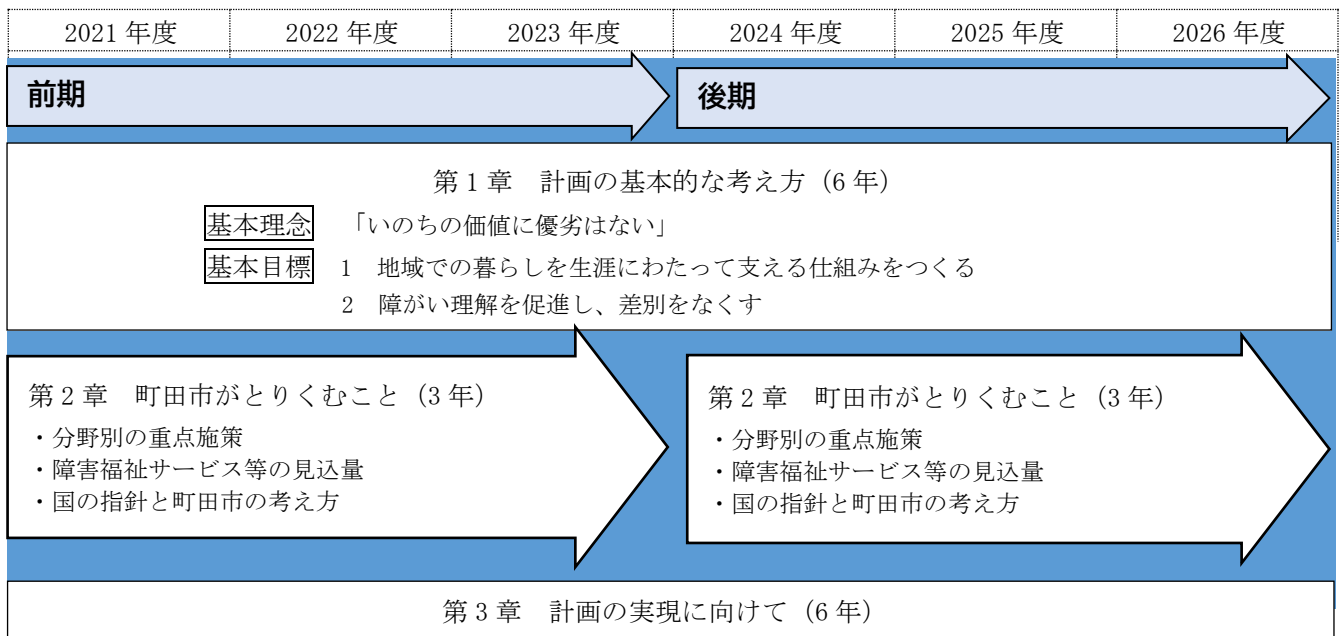 2021 年度 2022 年度 2023 年度 2024 年度 2025 年度 2026 年度
前期 後期
第1章 計画の基本的な考え方（6年）
基本理念 「いのちの価値に優劣はない」
基本目標 1 地域での暮らしを生涯にわたって支える仕組みをつくる
2 障がい理解を促進し、差別をなくす
第2章 町田市がとりくむこと（3年）
・分野別の重点施策
・障害福祉サービス等の見込量
・国の指針と町田市の考え方
第2章 町田市がとりくむこと（3年）
・分野別の重点施策
・障害福祉サービス等の見込量
・国の指針と町田市の考え方
第3章 計画の実現に向けて（6年）